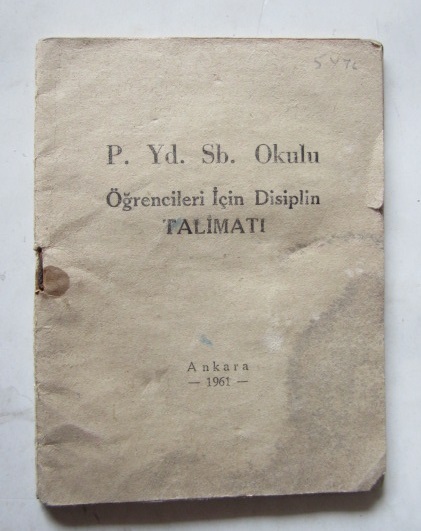 P. Yd. Sb. Okulu
Öğrencileri İçin Disiplin
TALİMATI
Ankara
— 1961 —